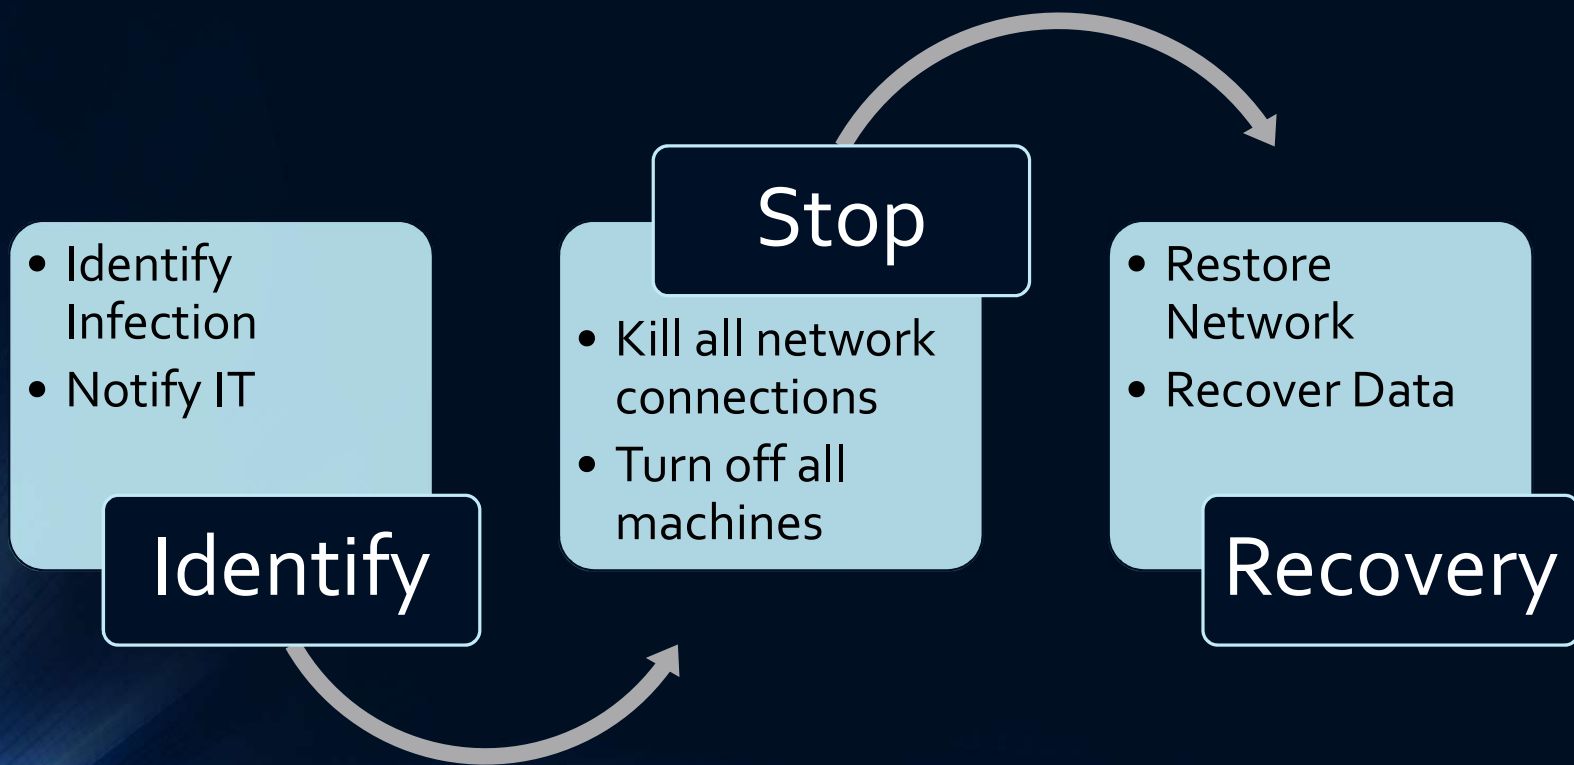 • Identify
Infection
• Notify IT
Identify
Stop
• Kill all network
connections
• Turn off all
machines
• Restore
Network
• Recover Data
Recovery